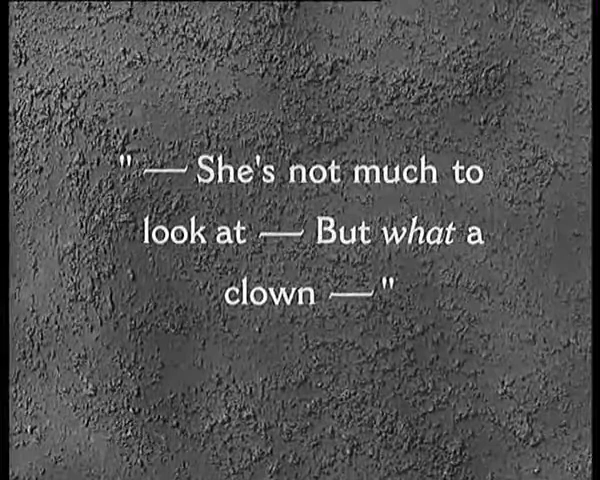 " — She's not much to
look at — But what a
clown — "